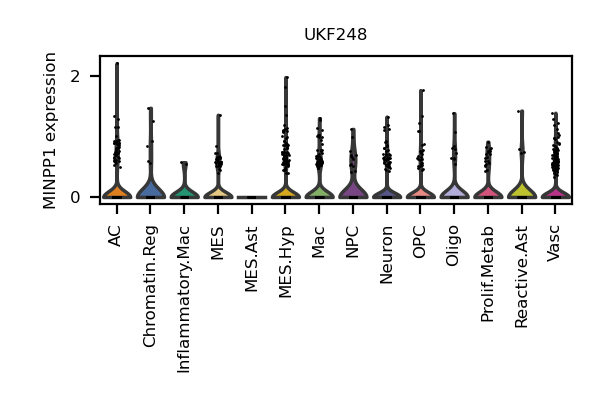 UKF248
MINPP1 expression
2
0
AC
Chromatin.Reg
Inflammatory.Mac
MES
MES.Ast
MES.Hyp
Mac
NPC
Neuron
OPC
Oligo
Prolif.Metab
Reactive.Ast
Vasc